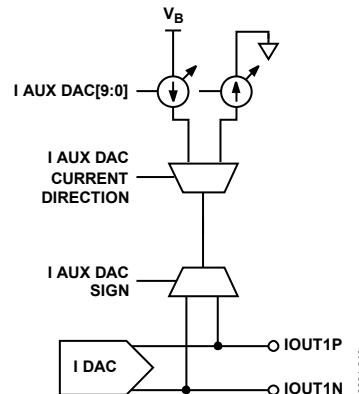 VB
I AUX DAC[9:0]
I AUX DAC
CURRENT
DIRECTION
I AUX DAC
SIGN
IOUT1P
I DAC
IOUT1N